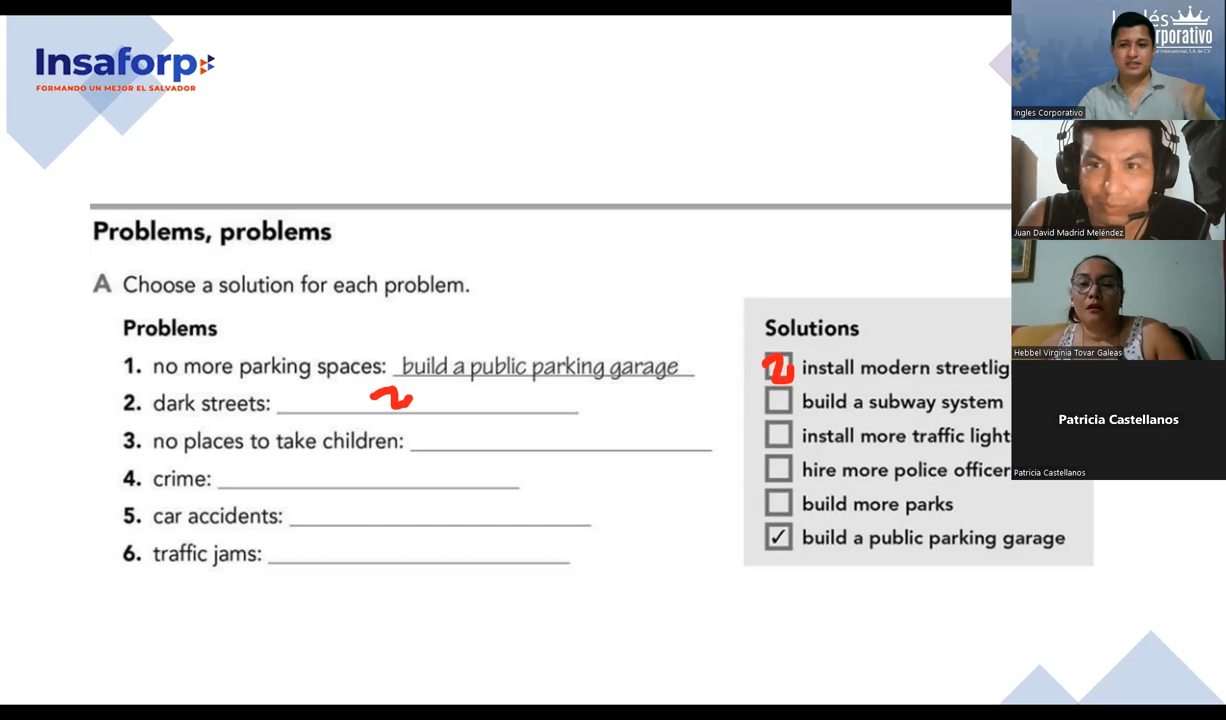 Insaforp
FORMANDO UN MEJOR EL SALVADOR
Problems, problems
A Choose a solution for each problem.
Problems
1. no more parking spaces: build a public parking garage
2. dark streets: 2
3. no places to take children:
4. crime:
5. car accidents:
6. traffic jams:
Solutions
2 install modern streetlig
build a subway system
install more traffic light
hire more police officer
build more parks
✓ build a public parking garage
Inglés
Corporativo
Ingles Corporativo
Juan David Madrid Meléndez
Hebbel Virginia Tovar Galeas
Patricia Castellanos
Patricia Castellanos